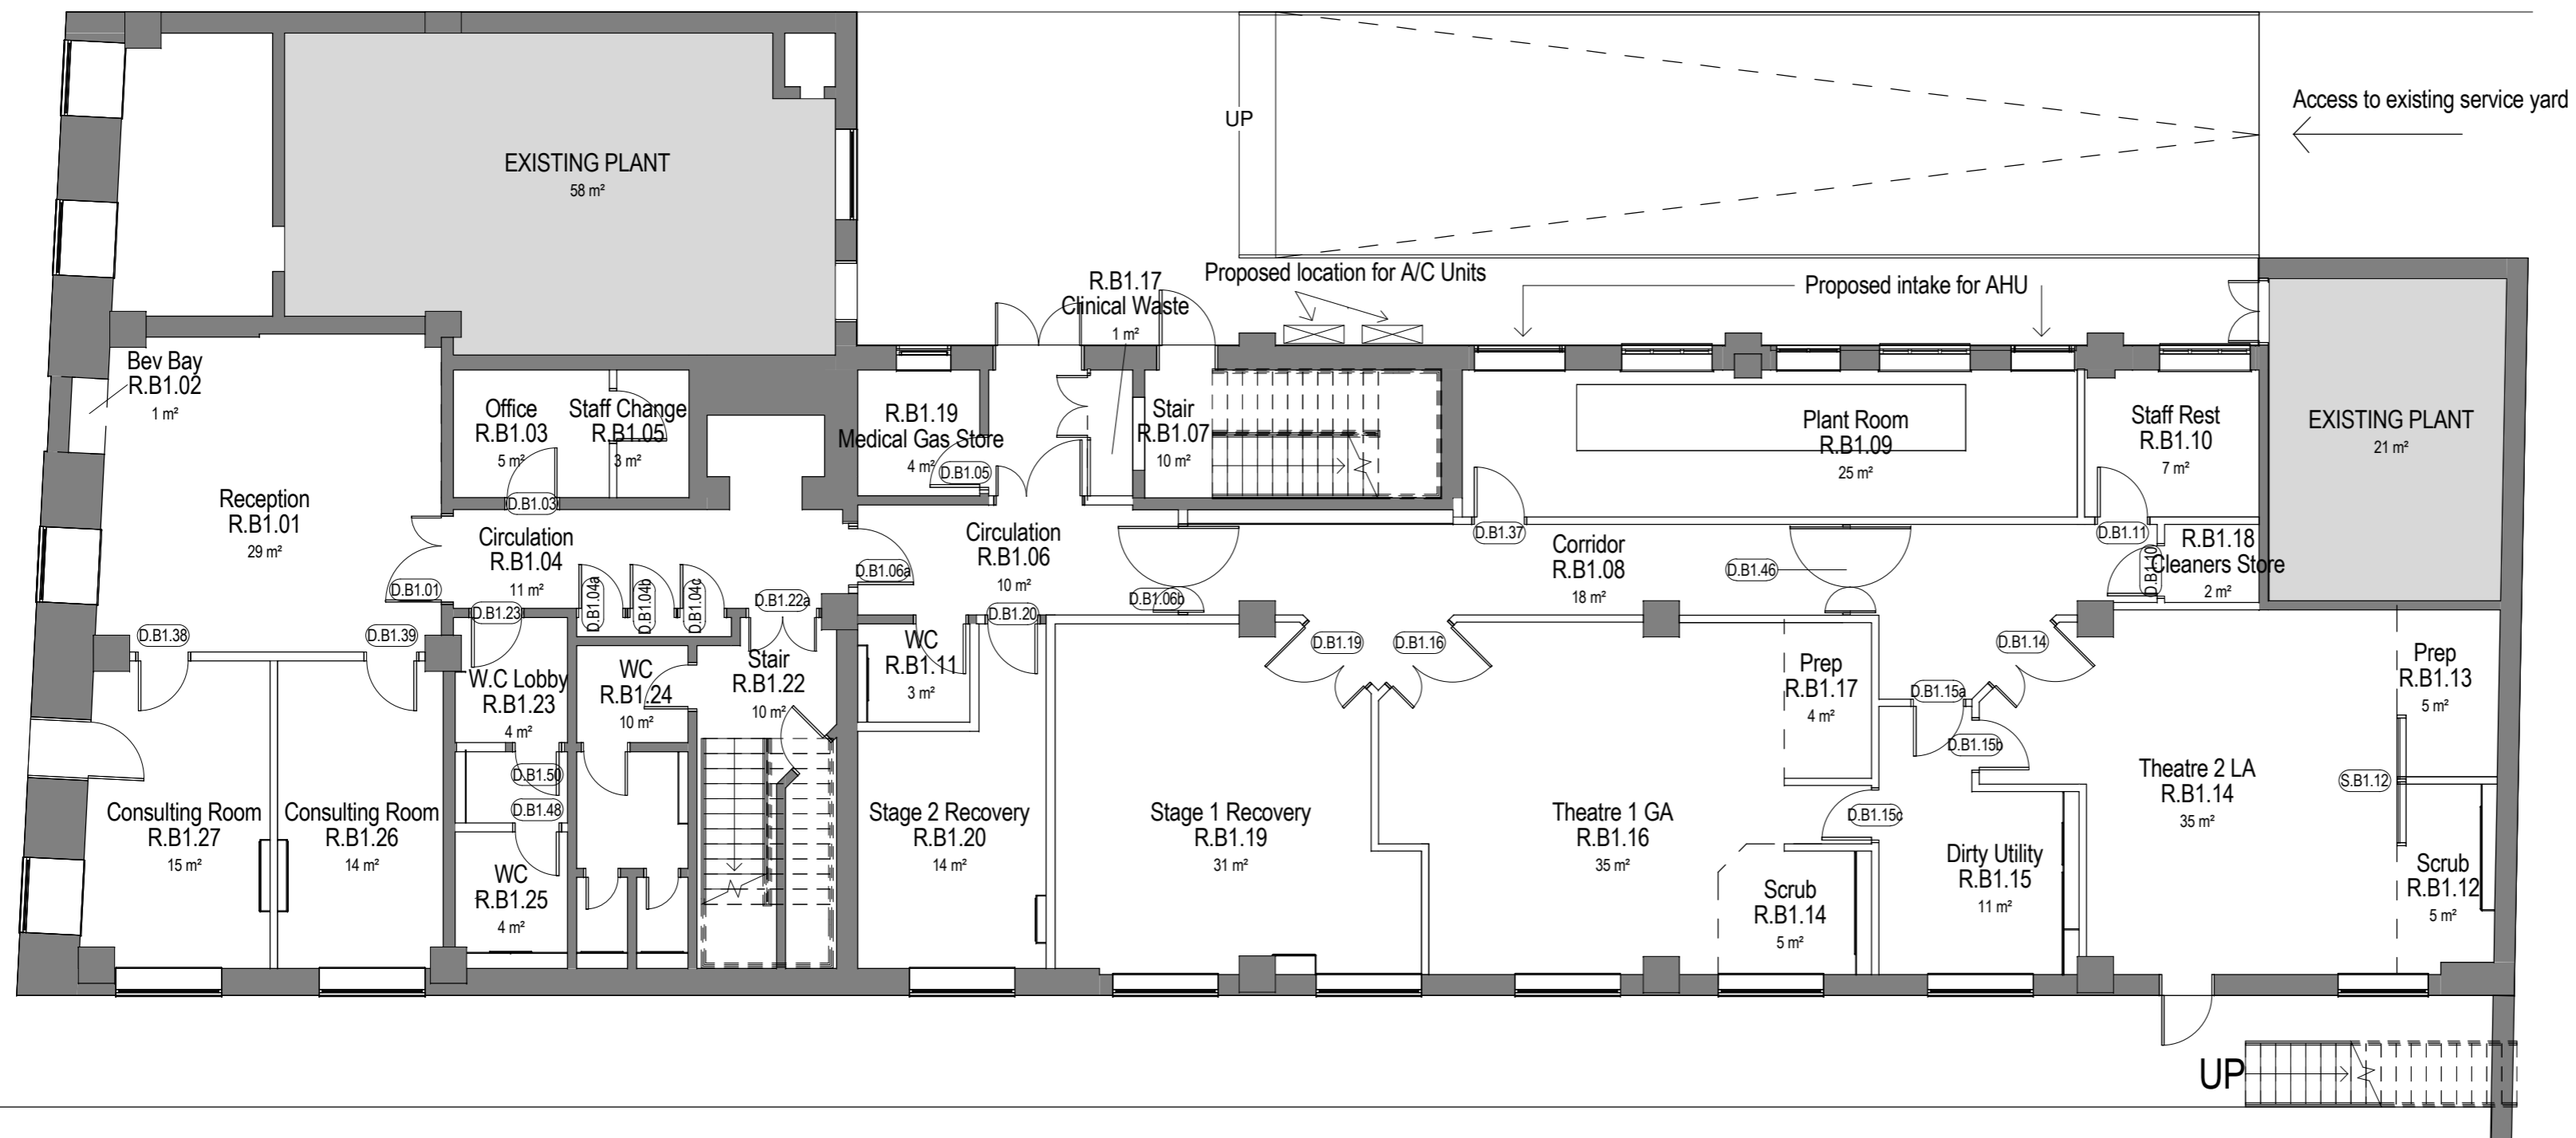 Access to existing service yard
UP
EXISTING PLANT
58 m²
R.B1.17
Clinical Waste
1 m²
Proposed location for A/C Units
Proposed intake for AHU
Bev Bay
R.B1.02
1 m²
Office
R.B1.03
5 m²
Staff Change
R.B1.05
3 m²
R.B1.19
Medical Gas Store
4 m²
D.B1.05
Stair
R.B1.07
10 m²
Plant Room
R.B1.09
25 m²
Staff Rest
R.B1.10
7 m²
EXISTING PLANT
21 m²
Reception
R.B1.01
29 m²
D.B1.03
Circulation
R.B1.04
11 m²
D.B1.01
D.B1.23
D.B1.04a
D.B1.04b
D.B1.04c
D.B1.22a
D.B1.06a
Circulation
R.B1.06
10 m²
D.B1.06b
D.B1.20
D.B1.37
Corridor
R.B1.08
18 m²
D.B1.46
D.B1.11
D.B1.10
R.B1.18
Cleaners Store
2 m²
D.B1.38
D.B1.39
W.C Lobby
R.B1.23
4 m²
WC
R.B1.24
10 m²
Stair
R.B1.22
10 m²
WC
R.B1.11
3 m²
D.B1.19
D.B1.16
Prep
R.B1.17
4 m²
D.B1.15a
D.B1.14
D.B1.15b
Prep
R.B1.13
5 m²
D.B1.50
D.B1.48
Consulting Room
R.B1.27
15 m²
Consulting Room
R.B1.26
14 m²
WC
R.B1.25
4 m²
Stage 2 Recovery
R.B1.20
14 m²
Stage 1 Recovery
R.B1.19
31 m²
Theatre 1 GA
R.B1.16
35 m²
D.B1.15c
Scrub
R.B1.14
5 m²
Dirty Utility
R.B1.15
11 m²
Theatre 2 LA
R.B1.14
35 m²
S.B1.12
Scrub
R.B1.12
5 m²
UP